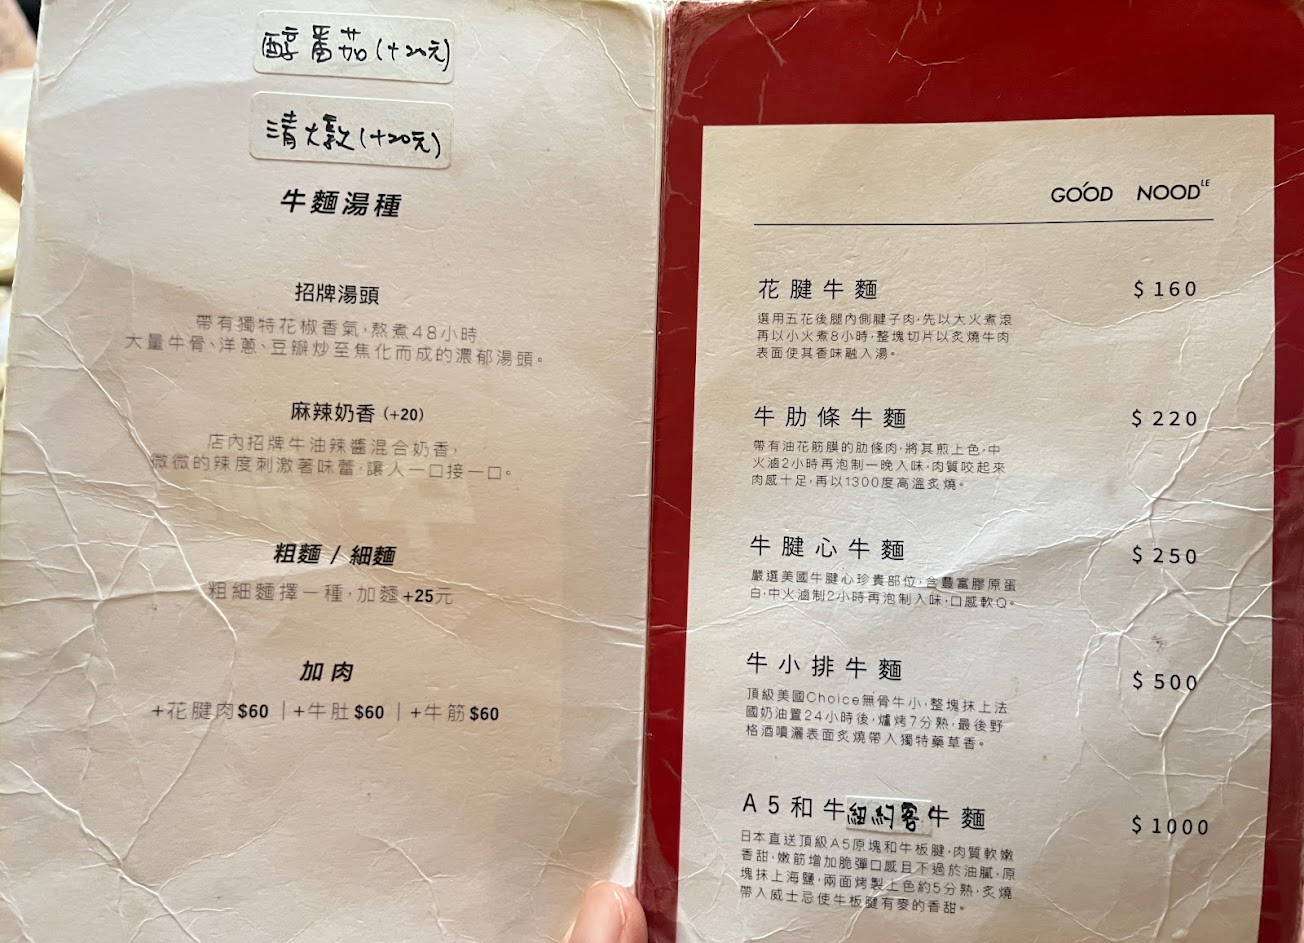 醇番茄(+20元)
清燉(+20元)
牛麵湯種
招牌湯頭
帶有獨特花椒香氣,熬煮48小時
大量牛骨、洋蔥、豆瓣炒至焦化而成的濃郁湯頭。
麻辣奶香 (+20)
店內招牌牛油辣醬混合奶香,
微微的辣度刺激著味蕾,讓人一口接一口。
粗麵 / 細麵
粗細麵擇一種,加麵+25元
加肉
+花腱肉$60 | +牛肚$60 | +牛筋$60
GOOD NOODLE
花腱牛麵 $160
選用五花後腿內側腱子肉,先以大火煮滾
再以小火煮8小時,整塊切片以炙燒牛肉
表面使其香味融入湯。
牛肋條牛麵 $220
帶有油花筋膜的肋條肉,將其煎上色,中
火滷2小時再泡制一晚入味,肉質咬起來
肉感十足,再以1300度高溫炙燒。
牛腱心牛麵 $250
嚴選美國牛腱心珍貴部位,含豐富膠原蛋
白,中火滷制2小時再泡制入味,口感軟Q。
牛小排牛麵 $500
頂級美國Choice無骨牛小,整塊抹上法
國奶油置24小時後,爐烤7分熟,最後野
格酒噴灑表面炙燒帶入獨特藥草香。
A5和牛紐約客牛麵 $1000
日本直送頂級A5原塊和牛板腱,肉質軟嫩
香甜,嫩筋增加脆彈口感且不過於油膩,原
塊抹上海鹽,兩面烤製上色約5分熟,炙燒
帶入威士忌使牛板腱有麥的香甜。